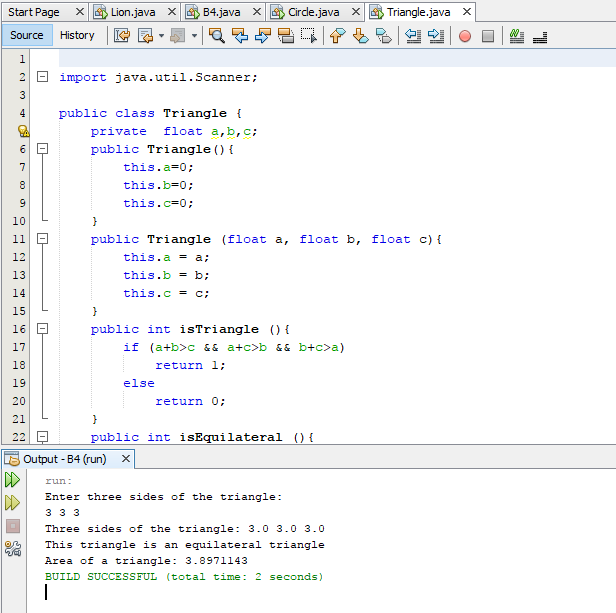 Start Page Lion.java B4.java Circle.java Triangle.java
Source History
1
2 import java.util.Scanner;
3
4 public class Triangle {
private  float a,b,c;
6 public Triangle(){
7 this.a=0;
8 this.b=0;
9 this.c=0;
10 }
11 public Triangle (float a, float b, float c){
12 this.a = a;
13 this.b = b;
14 this.c = c;
15 }
16 public int isTriangle (){
17 if (a+b>c && a+c>b && b+c>a)
18 return 1;
19 else
20 return 0;
21 }
22 public int isEquilateral (){
Output - B4 (run)
run:
Enter three sides of the triangle:
3 3 3
Three sides of the triangle: 3.0 3.0 3.0
This triangle is an equilateral triangle
Area of a triangle: 3.8971143
BUILD SUCCESSFUL (total time: 2 seconds)